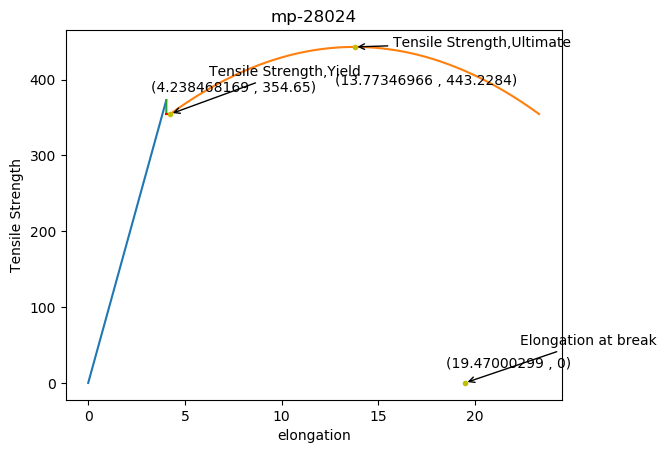 mp-28024
Tensile Strength,Ultimate
Tensile Strength,Yield
(13.77346966 , 443.2284)
(4.238468169 , 354.65)
400
300
200
100
0
Tensile Strength
Elongation at break
(19.47000299 , 0)
0 5 10 15 20
elongation